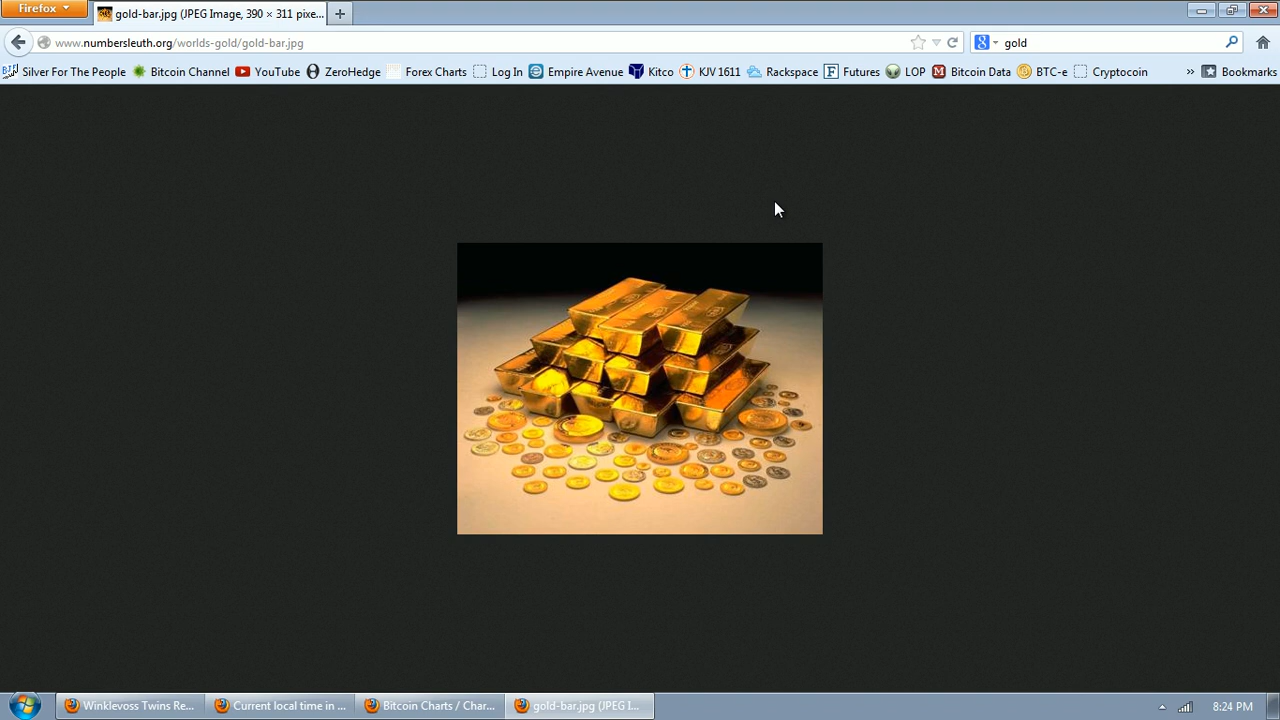 Firefox
gold-bar.jpg (JPEG Image, 390 × 311 pixe...
www.numbersleuth.org/worlds-gold/gold-bar.jpg
gold
Silver For The People Bitcoin Channel YouTube ZeroHedge Forex Charts Log In Empire Avenue Kitco KJV 1611 Rackspace Futures LOP Bitcoin Data BTC-e Cryptocoin » Bookmarks
Winklevoss Twins Re... Current local time in ... Bitcoin Charts / Char... gold-bar.jpg (JPEG I... 8:24 PM